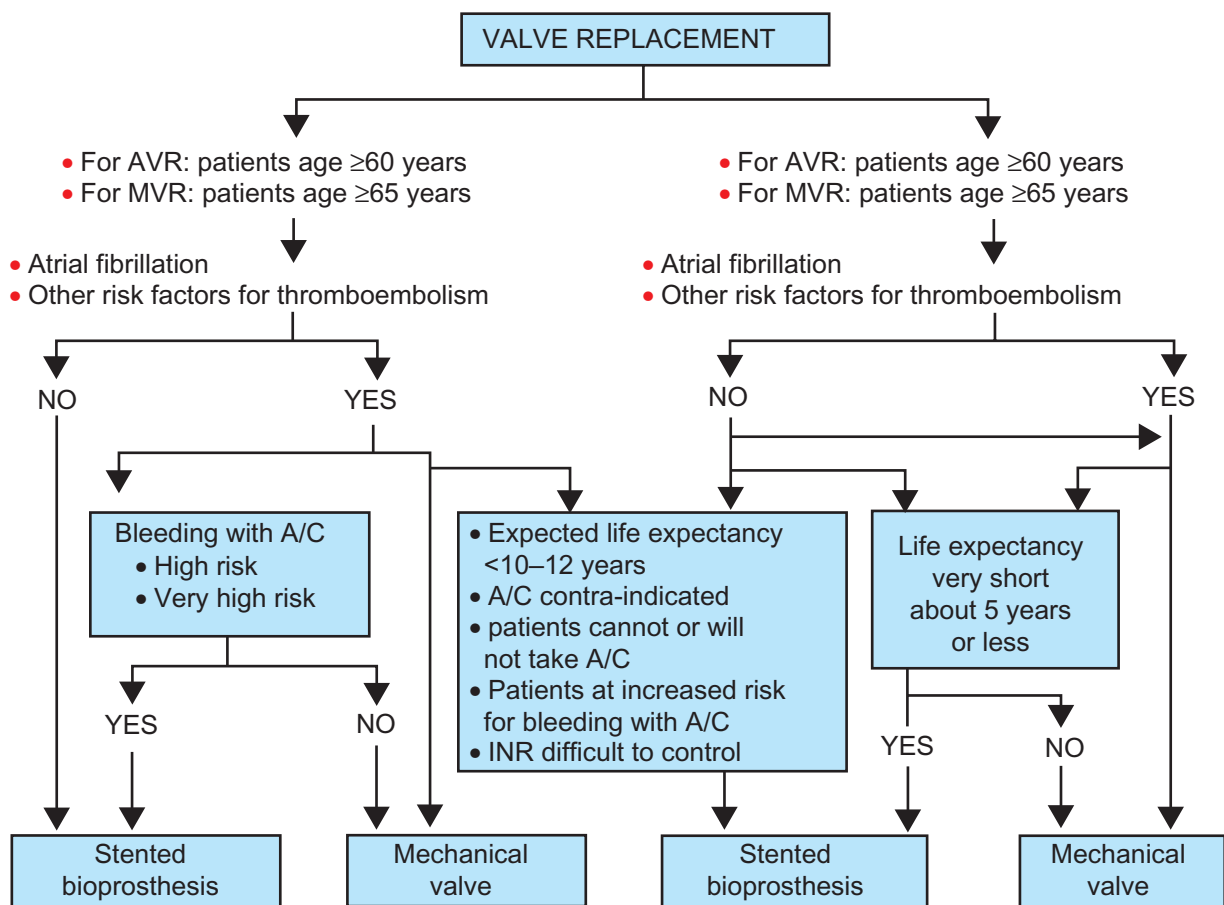 VALVE REPLACEMENT
• For AVR: patients age ≥60 years
• For MVR: patients age ≥65 years
• For AVR: patients age ≥60 years
• For MVR: patients age ≥65 years
• Atrial fibrillation
• Other risk factors for thromboembolism
• Atrial fibrillation
• Other risk factors for thromboembolism
NO
YES
NO
YES
Bleeding with A/C
• High risk
• Very high risk
• Expected life expectancy
<10–12 years
• A/C contra-indicated
• patients cannot or will
not take A/C
• Patients at increased risk
for bleeding with A/C
• INR difficult to control
Life expectancy
very short
about 5 years
or less
YES
NO
YES
NO
Stented
bioprosthesis
Mechanical
valve
Stented
bioprosthesis
Mechanical
valve